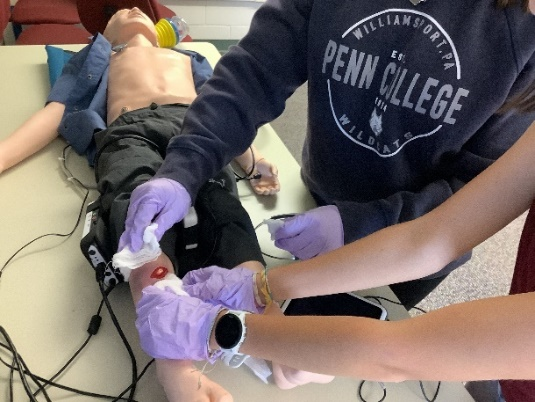 WILLIAMSPORT, PA
EST.
PENN COLLEGE
1914
WILDCATS